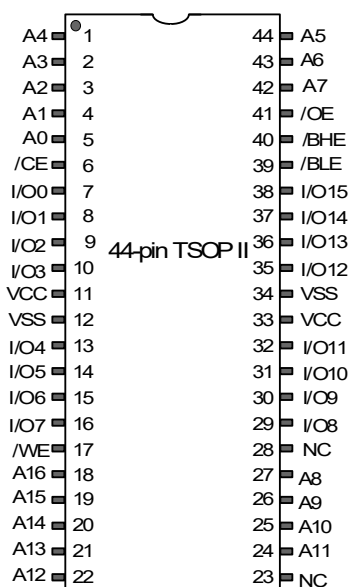 A4 1 44 A5
A3 2 43 A6
A2 3 42 A7
A1 4 41 /OE
A0 5 40 /BHE
/CE 6 39 /BLE
I/O0 7 38 I/O15
I/O1 8 37 I/O14
I/O2 9 44-pin TSOP II 36 I/O13
I/O3 10 35 I/O12
VCC 11 34 VSS
VSS 12 33 VCC
I/O4 13 32 I/O11
I/O5 14 31 I/O10
I/O6 15 30 I/O9
I/O7 16 29 I/O8
/WE 17 28 NC
A16 18 27 A8
A15 19 26 A9
A14 20 25 A10
A13 21 24 A11
A12 22 23 NC